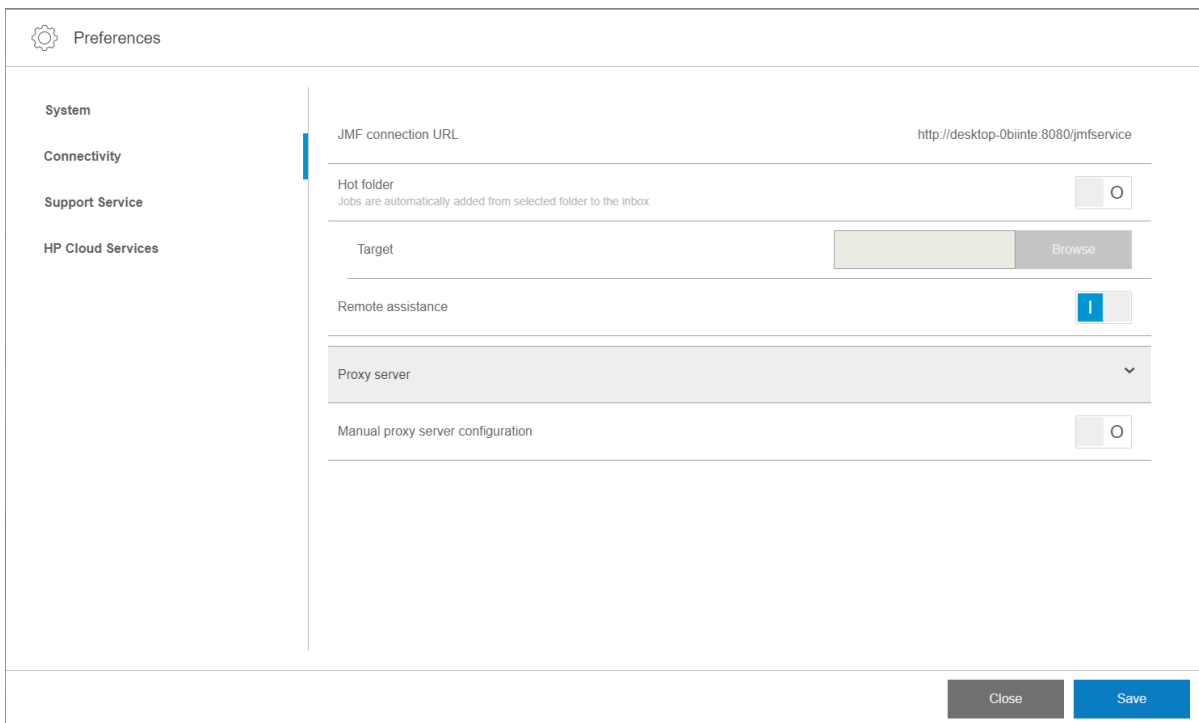 Preferences
System
Connectivity
Support Service
HP Cloud Services
JMF connection URL http://desktop-0biinte:8080/jmfservice
Hot folder
Jobs are automatically added from selected folder to the inbox
Target Browse
Remote assistance
Proxy server
Manual proxy server configuration
Close Save